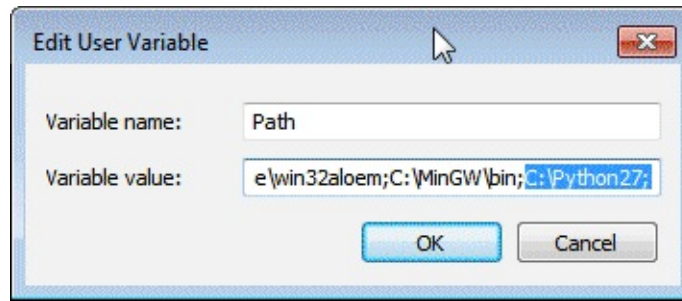 Edit User Variable
Variable name: Path
Variable value: e\win32aloem;C:\MinGW\bin;C:\Python27;
OK Cancel